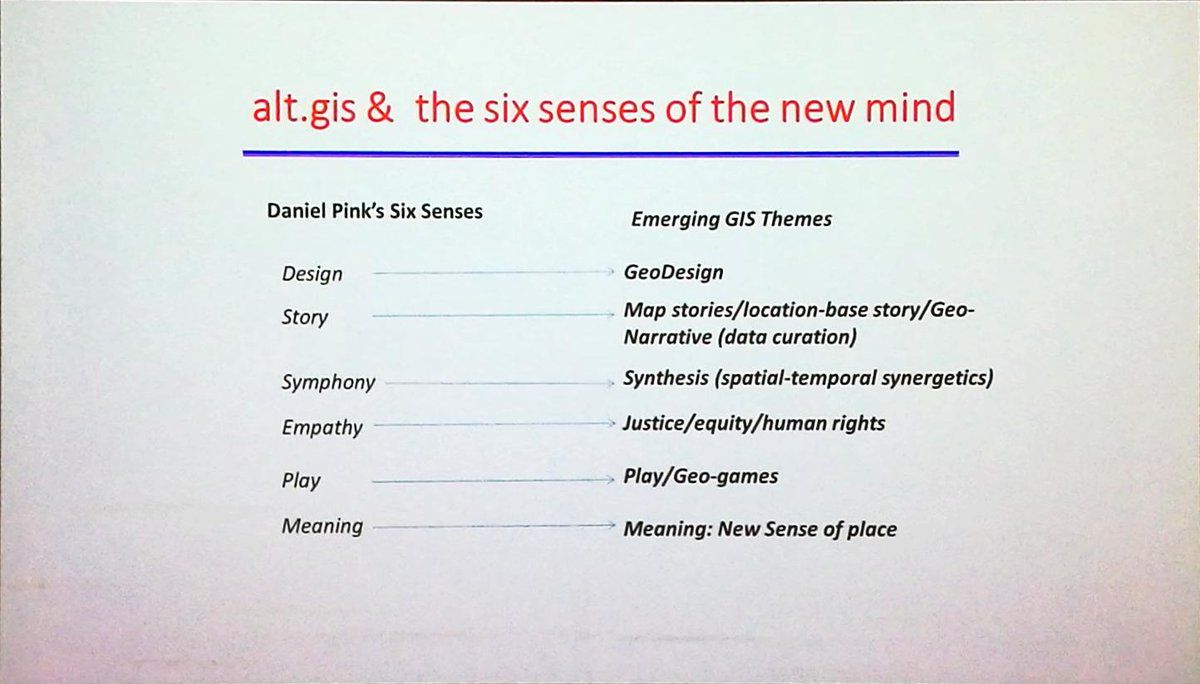 alt.gis & the six senses of the new mind
Daniel Pink's Six Senses
Emerging GIS Themes
Design
GeoDesign
Story
Map stories/location-base story/Geo-
Narrative (data curation)
Symphony
Synthesis (spatial-temporal synergetics)
Empathy
Justice/equity/human rights
Play
Play/Geo-games
Meaning
Meaning: New Sense of place